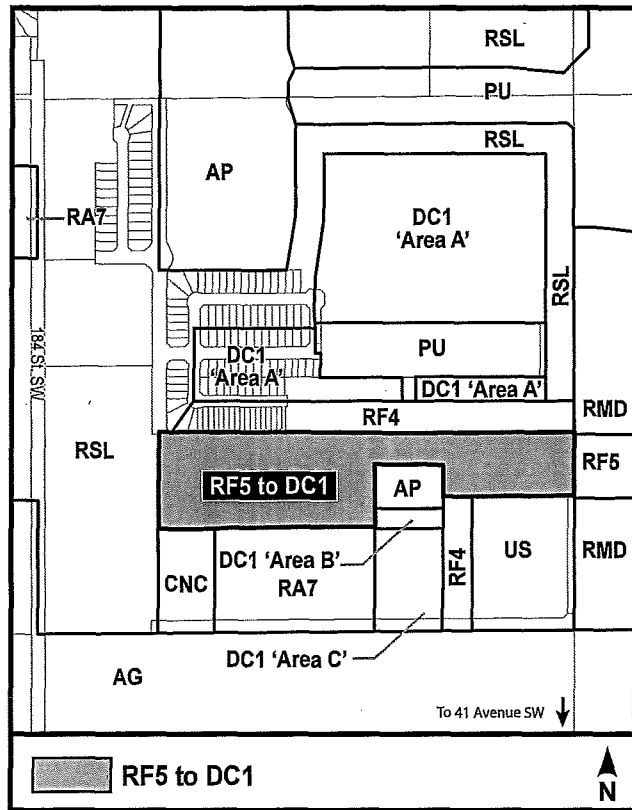 RSL
PU
RSL
AP
RA7
DC1
'Area A'
RSL
184 St. SW
DC1
'Area A'
PU
DC1 'Area A'
RF4
RMD
RSL
RF5 to DC1
AP
RF5
DC1 'Area B'
RA7
CNC
RF4
US
RMD
DC1 'Area C'
AG
To 41 Avenue SW
RF5 to DC1
N